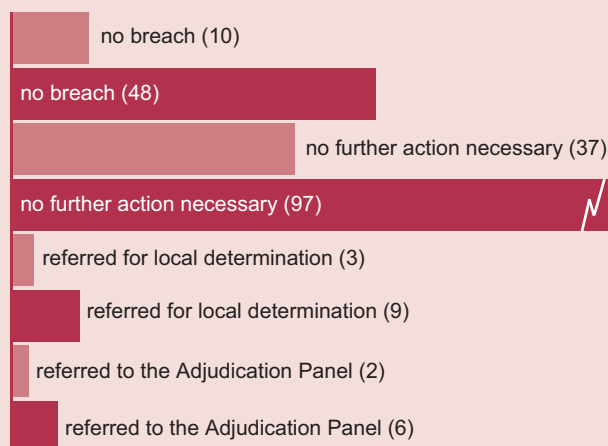 no breach (10)
no breach (48)
no further action necessary (37)
no further action necessary (97)
referred for local determination (3)
referred for local determination (9)
referred to the Adjudication Panel (2)
referred to the Adjudication Panel (6)